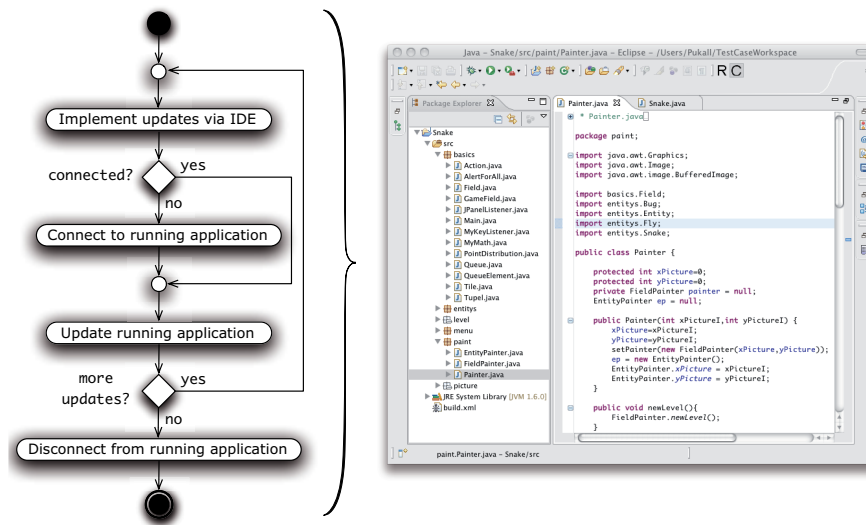 Implement updates via IDE
connected?
yes
no
Connect to running application
Update running application
more
updates?
yes
no
Disconnect from running application
Java – Snake/src/paint/Painter.java – Eclipse – /Users/Pukall/TestCaseWorkspace
R C
Package Explorer
Snake
src
basics
Action.java
AlertForAll.java
Field.java
GameField.java
JPanelListener.java
Main.java
MyKeyListener.java
MyMath.java
PointDistribution.java
Queue.java
QueueElement.java
Tile.java
Tupel.java
entitys
level
menu
paint
EntityPainter.java
FieldPainter.java
Painter.java
picture
JRE System Library [JVM 1.6.0]
build.xml
Painter.java
Snake.java
* Painter.java
package paint;
import java.awt.Graphics;
import java.awt.Image;
import java.awt.image.BufferedImage;
import basics.Field;
import entitys.Bug;
import entitys.Entity;
import entitys.Fly;
import entitys.Snake;
public class Painter {
protected int xPicture=0;
protected int yPicture=0;
private FieldPainter painter = null;
EntityPainter ep = null;
public Painter(int xPictureI,int yPictureI) {
xPicture=xPictureI;
yPicture=yPictureI;
setPainter(new FieldPainter(xPicture,yPicture));
ep = new EntityPainter();
EntityPainter.xPicture = xPictureI;
EntityPainter.yPicture = yPictureI;
}
public void newLevel(){
FieldPainter.newLevel();
}
paint.Painter.java – Snake/src